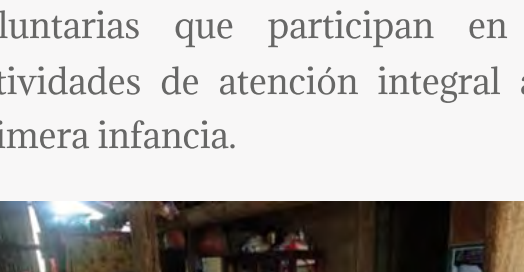 luntarias que participan en
tividades de atención integral a
imera infancia.